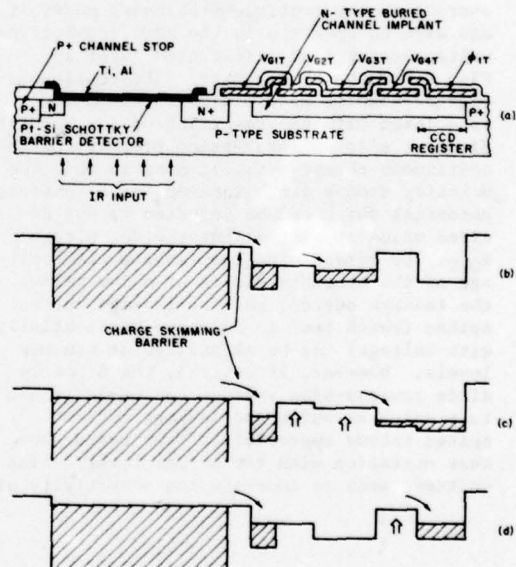 N- TYPE BURIED
CHANNEL IMPLANT
P+ CHANNEL STOP
Ti, Al
VG1T
VG2T
VG3T
VG4T
ϕ1T
P+
N
N+
P+
(a)
Pt-Si SCHOTTKY
BARRIER DETECTOR
P-TYPE SUBSTRATE
CCD
REGISTER
IR INPUT
(b)
CHARGE SKIMMING
BARRIER
(c)
(d)